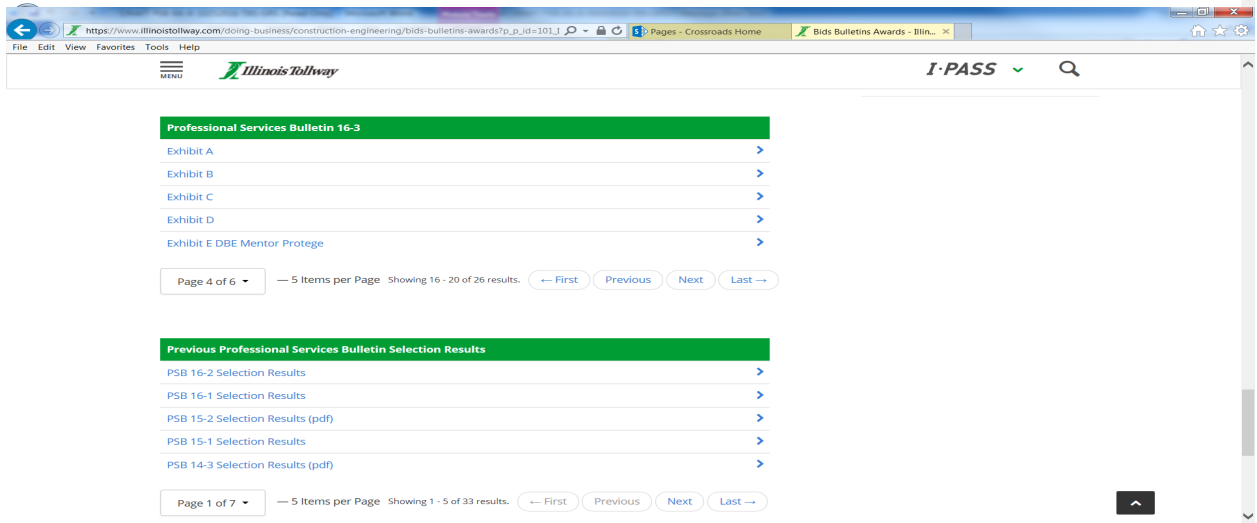 https://www.illinoistollway.com/doing-business/construction-engineering/bids-bulletins-awards?p_p_id=101_I
Pages - Crossroads Home
Bids Bulletins Awards - Illin...
File Edit View Favorites Tools Help
MENU
Illinois Tollway
I·PASS
Professional Services Bulletin 16-3
Exhibit A
Exhibit B
Exhibit C
Exhibit D
Exhibit E DBE Mentor Protege
Page 4 of 6 — 5 Items per Page Showing 16 - 20 of 26 results. ← First Previous Next Last →
Previous Professional Services Bulletin Selection Results
PSB 16-2 Selection Results
PSB 16-1 Selection Results
PSB 15-2 Selection Results (pdf)
PSB 15-1 Selection Results
PSB 14-3 Selection Results (pdf)
Page 1 of 7 — 5 Items per Page Showing 1 - 5 of 33 results. ← First Previous Next Last →